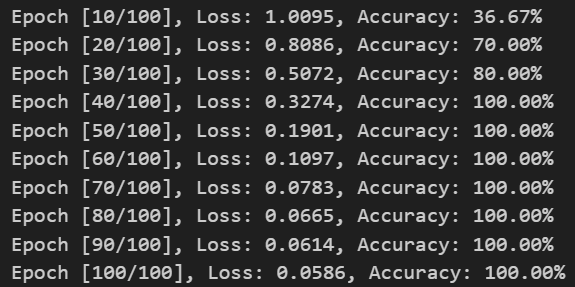 Epoch [10/100], Loss: 1.0095, Accuracy: 36.67%
Epoch [20/100], Loss: 0.8086, Accuracy: 70.00%
Epoch [30/100], Loss: 0.5072, Accuracy: 80.00%
Epoch [40/100], Loss: 0.3274, Accuracy: 100.00%
Epoch [50/100], Loss: 0.1901, Accuracy: 100.00%
Epoch [60/100], Loss: 0.1097, Accuracy: 100.00%
Epoch [70/100], Loss: 0.0783, Accuracy: 100.00%
Epoch [80/100], Loss: 0.0665, Accuracy: 100.00%
Epoch [90/100], Loss: 0.0614, Accuracy: 100.00%
Epoch [100/100], Loss: 0.0586, Accuracy: 100.00%